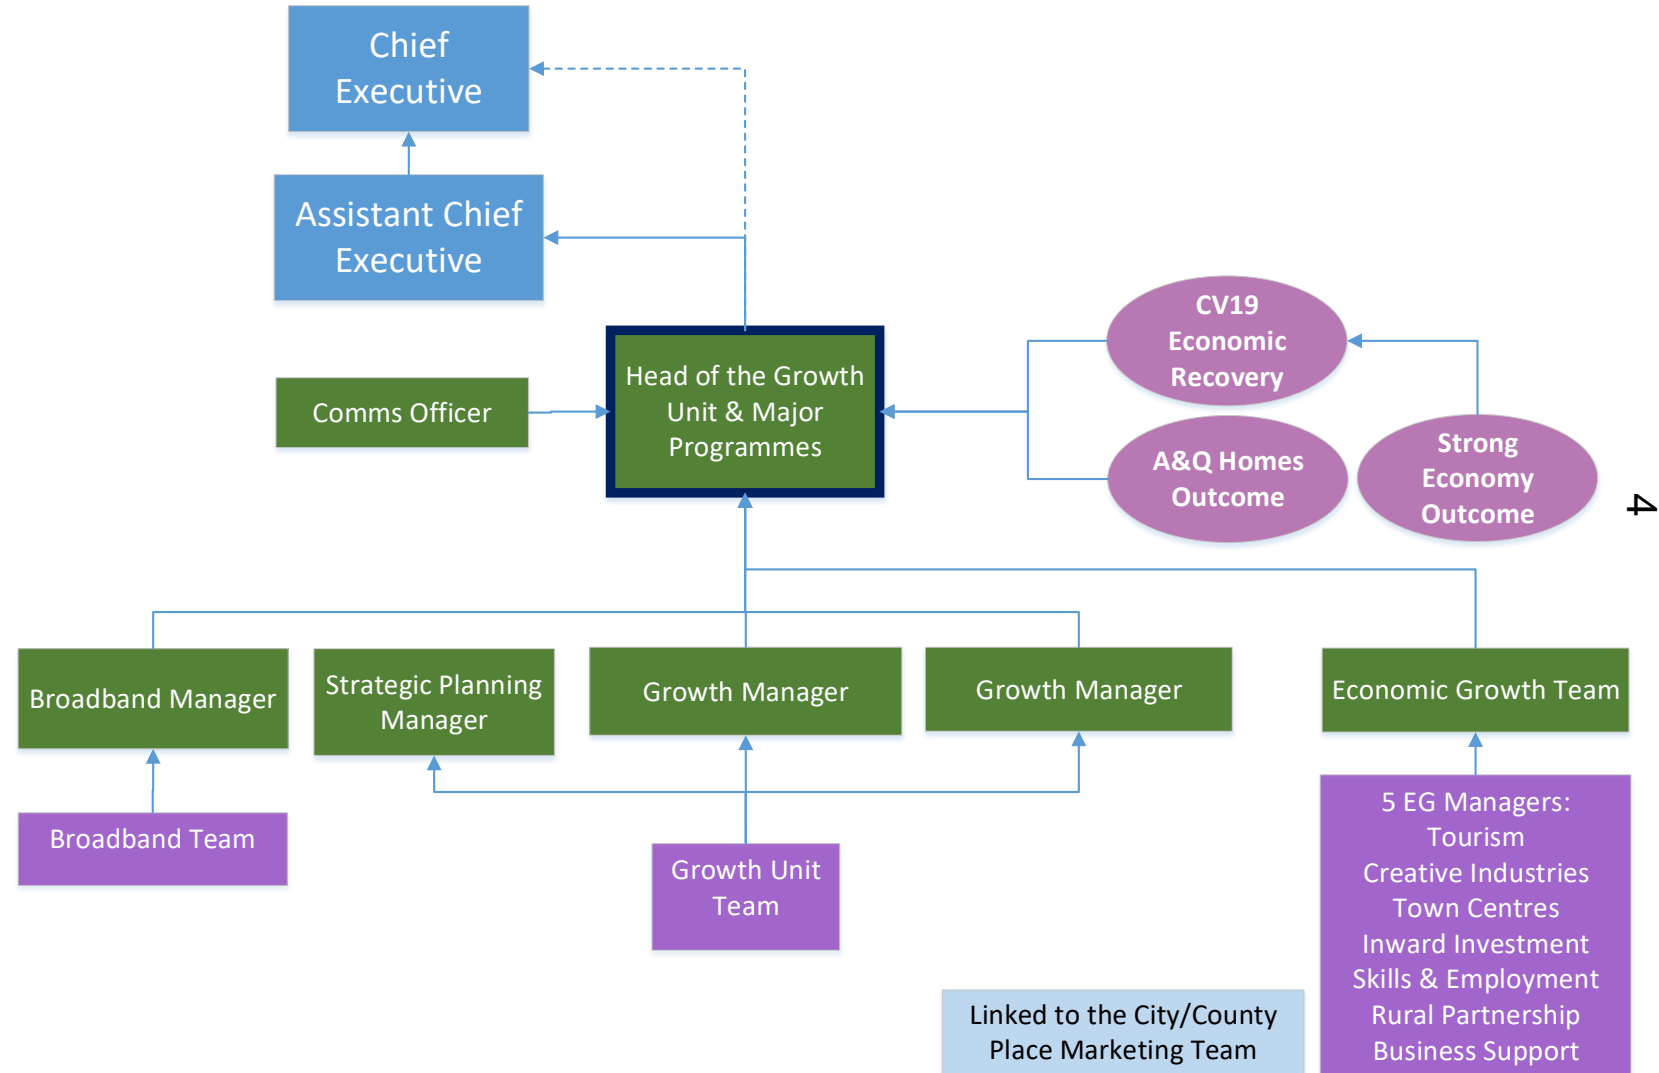 Chief
Executive
Assistant Chief
Executive
CV19
Economic
Recovery
Head of the Growth
Unit & Major
Programmes
Comms Officer
A&Q Homes
Outcome
Strong
Economy
Outcome
4
Broadband Manager
Strategic Planning
Manager
Growth Manager
Growth Manager
Economic Growth Team
Broadband Team
Growth Unit
Team
5 EG Managers:
Tourism
Creative Industries
Town Centres
Inward Investment
Skills & Employment
Rural Partnership
Business Support
Linked to the City/County
Place Marketing Team